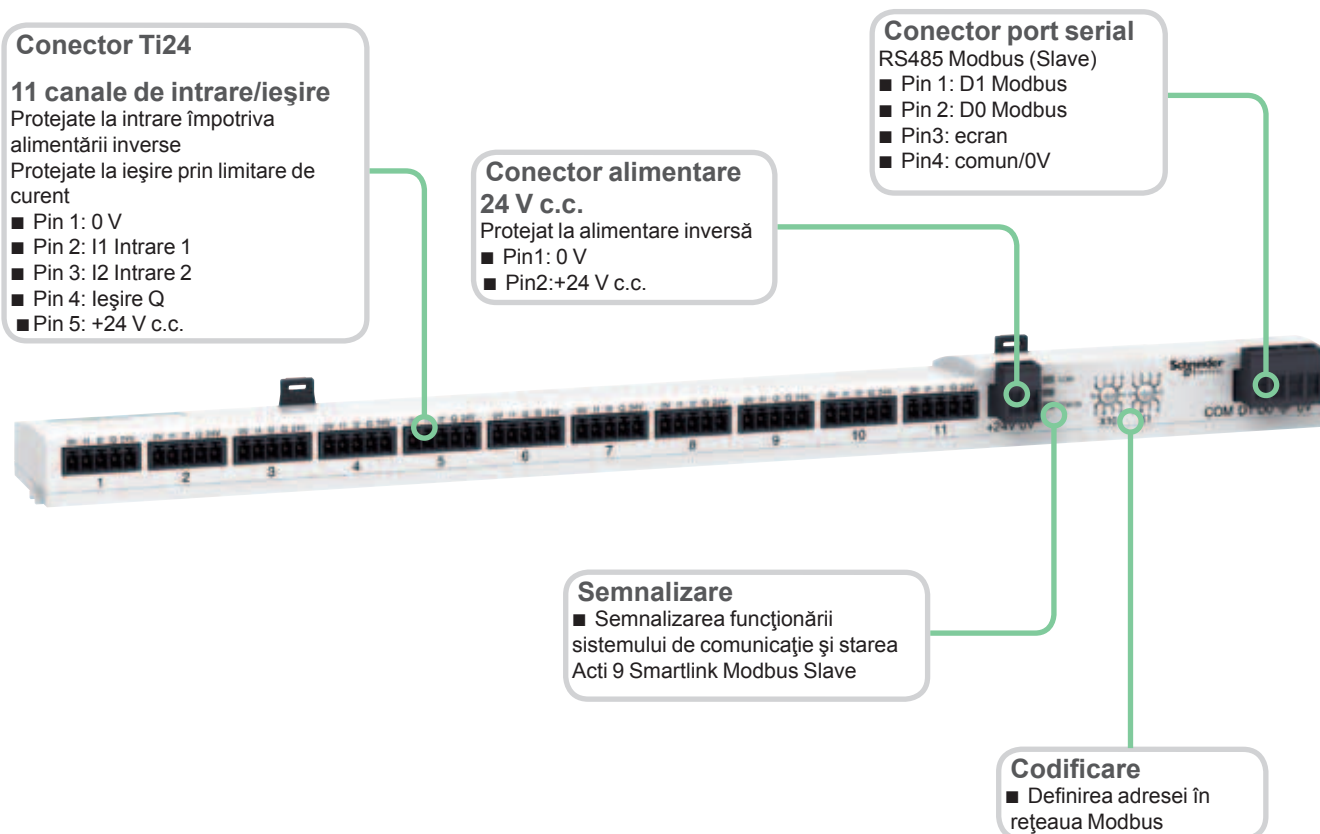 Conector Ti24
11 canale de intrare/ieşire
Protejate la intrare împotriva
alimentării inverse
Protejate la ieşire prin limitare de
curent
■ Pin 1: 0 V
■ Pin 2: I1 Intrare 1
■ Pin 3: I2 Intrare 2
■ Pin 4: Ieşire Q
■ Pin 5: +24 V c.c.
Conector alimentare
24 V c.c.
Protejat la alimentare inversă
■ Pin1: 0 V
■ Pin2:+24 V c.c.
Conector port serial
RS485 Modbus (Slave)
■ Pin 1: D1 Modbus
■ Pin 2: D0 Modbus
■ Pin3: ecran
■ Pin4: comun/0V
Schneider
COM D1 D0 0V
+24V 0V
X10
1 2 3 4 5 6 7 8 9 10 11
Semnalizare
■ Semnalizarea funcţionării
sistemului de comunicaţie şi starea
Acti 9 Smartlink Modbus Slave
Codificare
■ Definirea adresei în
reţeaua Modbus